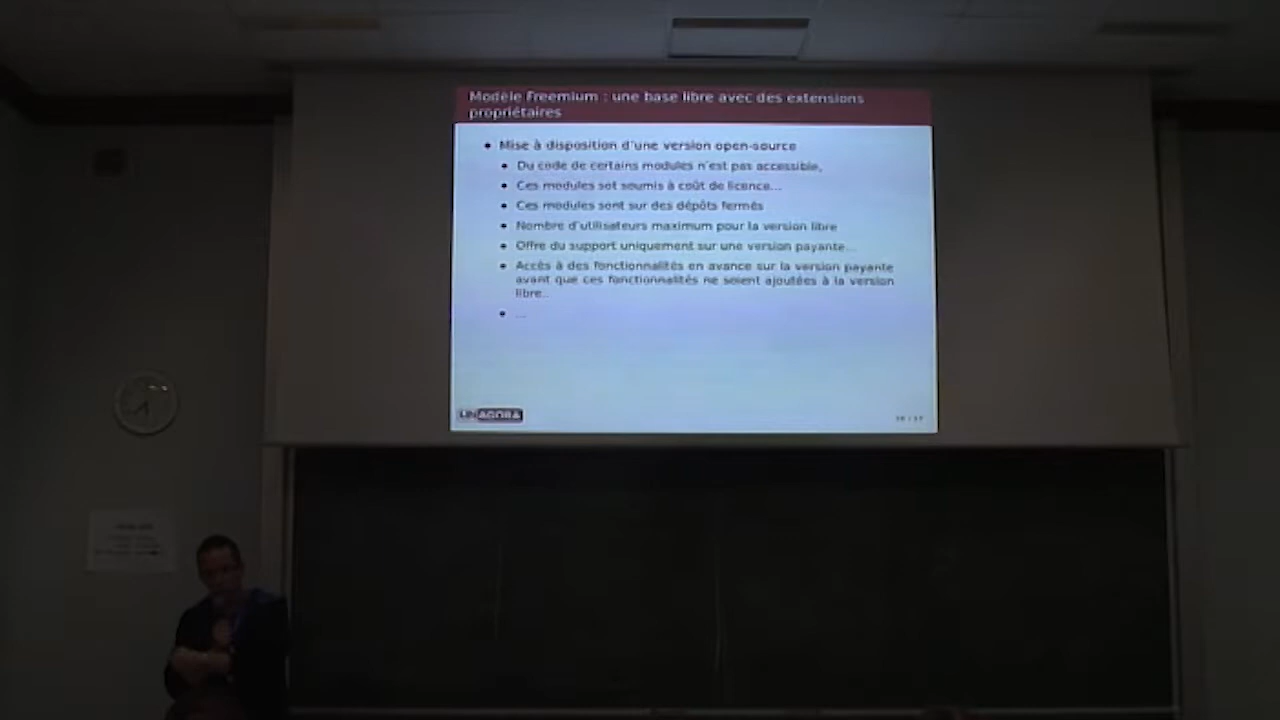 Modèle Freemium : une base libre avec des extensions
propriétaires
• Mise à disposition d'une version open-source
• Du code de certains modules n'est pas accessible,
• Ces modules sot soumis à coût de licence...
• Ces modules sont sur des dépôts fermés
• Nombre d'utilisateurs maximum pour la version libre
• Offre du support uniquement sur une version payante...
• Accès à des fonctionnalités en avance sur la version payante
avant que ces fonctionnalités ne soient ajoutées à la version
libre..
• ...
LINAGORA